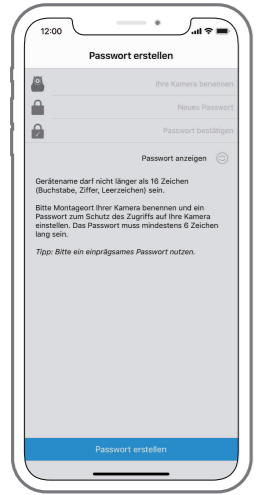 12:00
Passwort erstellen
Ihre Kamera benennen
Neues Passwort
Passwort bestätigen
Passwort anzeigen
Gerätename darf nicht länger als 16 Zeichen
(Buchstabe, Ziffer, Leerzeichen) sein.
Bitte Montageort Ihrer Kamera benennen und ein
Passwort zum Schutz des Zugriffs auf Ihre Kamera
einstellen. Das Passwort muss mindestens 6 Zeichen
lang sein.
Tipp: Bitte ein einprägsames Passwort nutzen.
Passwort erstellen